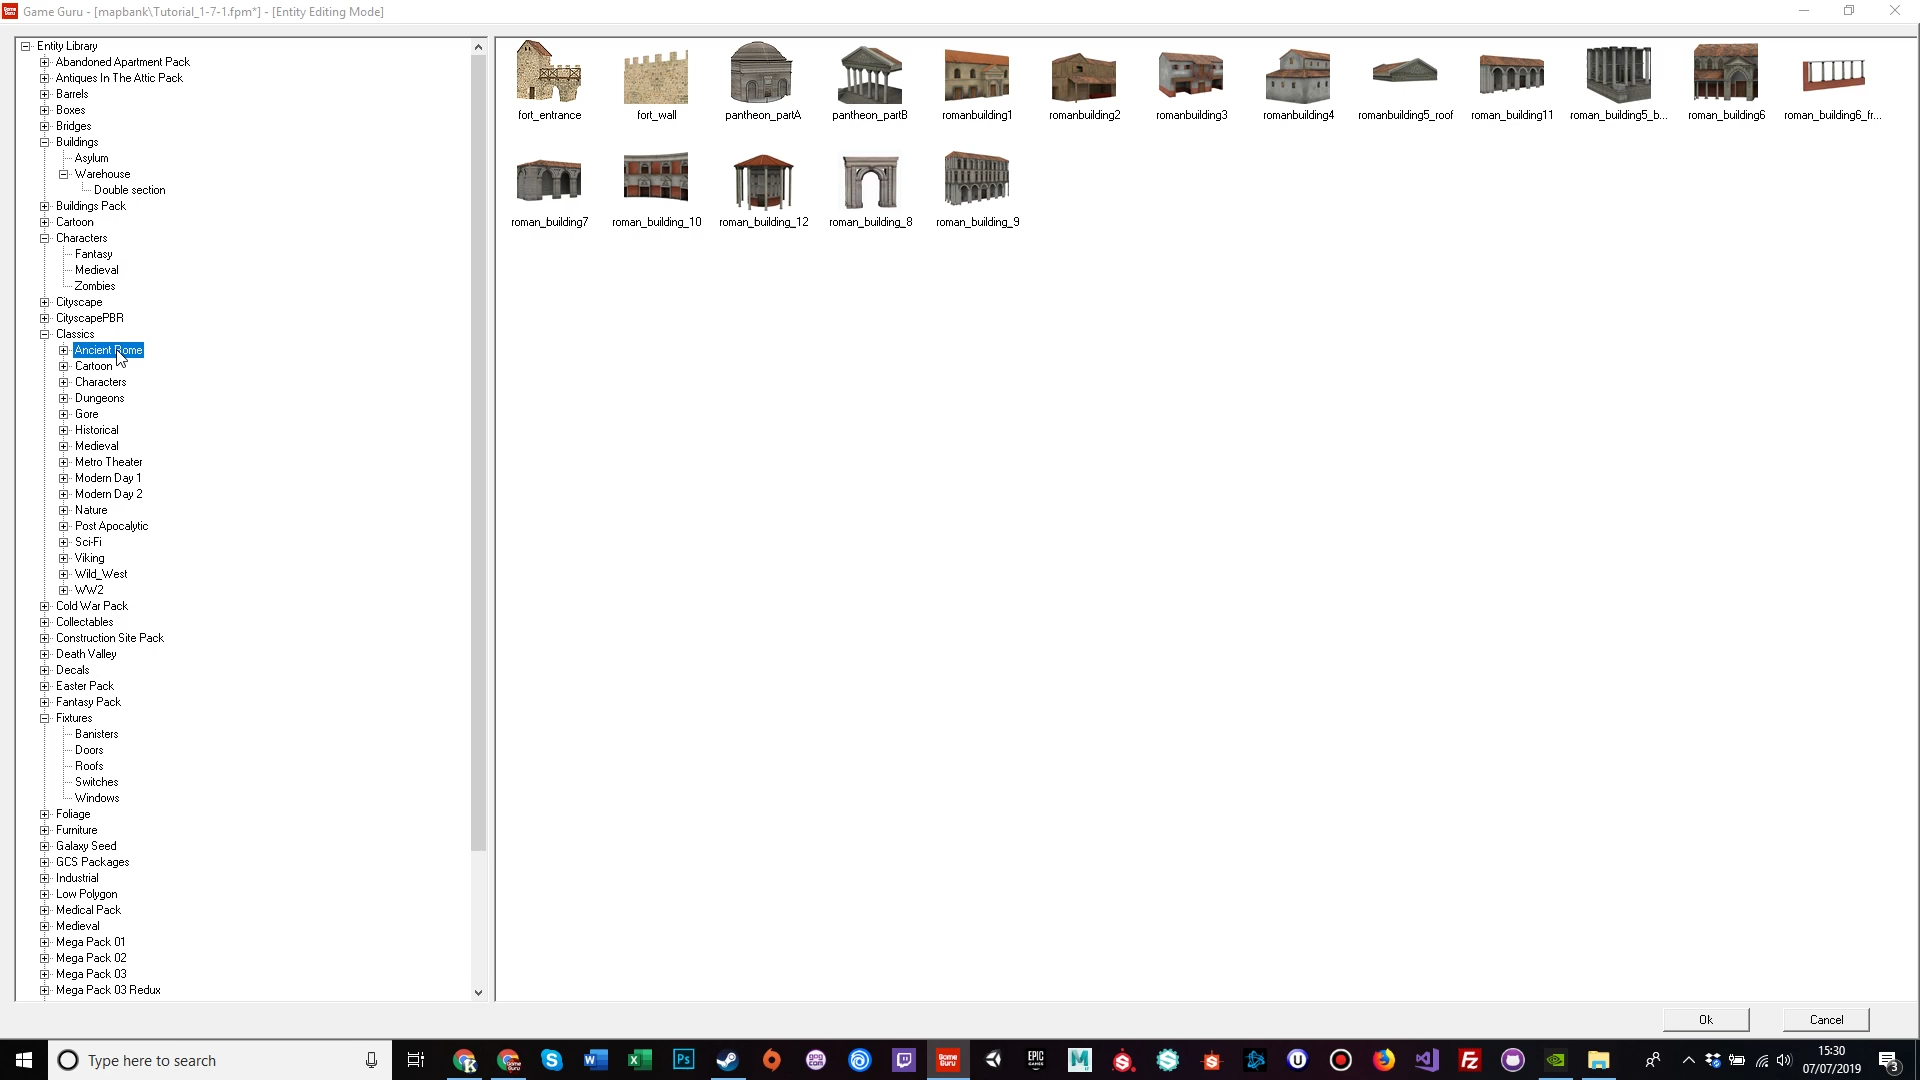 Game Guru - [mapbank\Tutorial_1-7-1.fpm*] - [Entity Editing Mode]
Entity Library
Abandoned Apartment Pack
Antiques In The Attic Pack
Barrels
Boxes
Bridges
Buildings
Asylum
Warehouse
Double section
Buildings Pack
Cartoon
Characters
Fantasy
Medieval
Zombies
Cityscape
CityscapePBR
Classics
Ancient Rome
Cartoon
Characters
Dungeons
Gore
Historical
Medieval
Metro Theater
Modern Day 1
Modern Day 2
Nature
Post Apocalytic
Sci-Fi
Viking
Wild_West
WW2
Cold War Pack
Collectables
Construction Site Pack
Death Valley
Decals
Easter Pack
Fantasy Pack
Fixtures
Banisters
Doors
Roofs
Switches
Windows
Foliage
Furniture
Galaxy Seed
GCS Packages
Industrial
Low Polygon
Medical Pack
Medieval
Mega Pack 01
Mega Pack 02
Mega Pack 03
Mega Pack 03 Redux
fort_entrance fort_wall pantheon_partA pantheon_partB romanbuilding1 romanbuilding2 romanbuilding3 romanbuilding4 romanbuilding5_roof roman_building11 roman_building5_b... roman_building6 roman_building6_fr...
roman_building7 roman_building_10 roman_building_12 roman_building_8 roman_building_9
Ok Cancel
Type here to search
15:30
07/07/2019
3